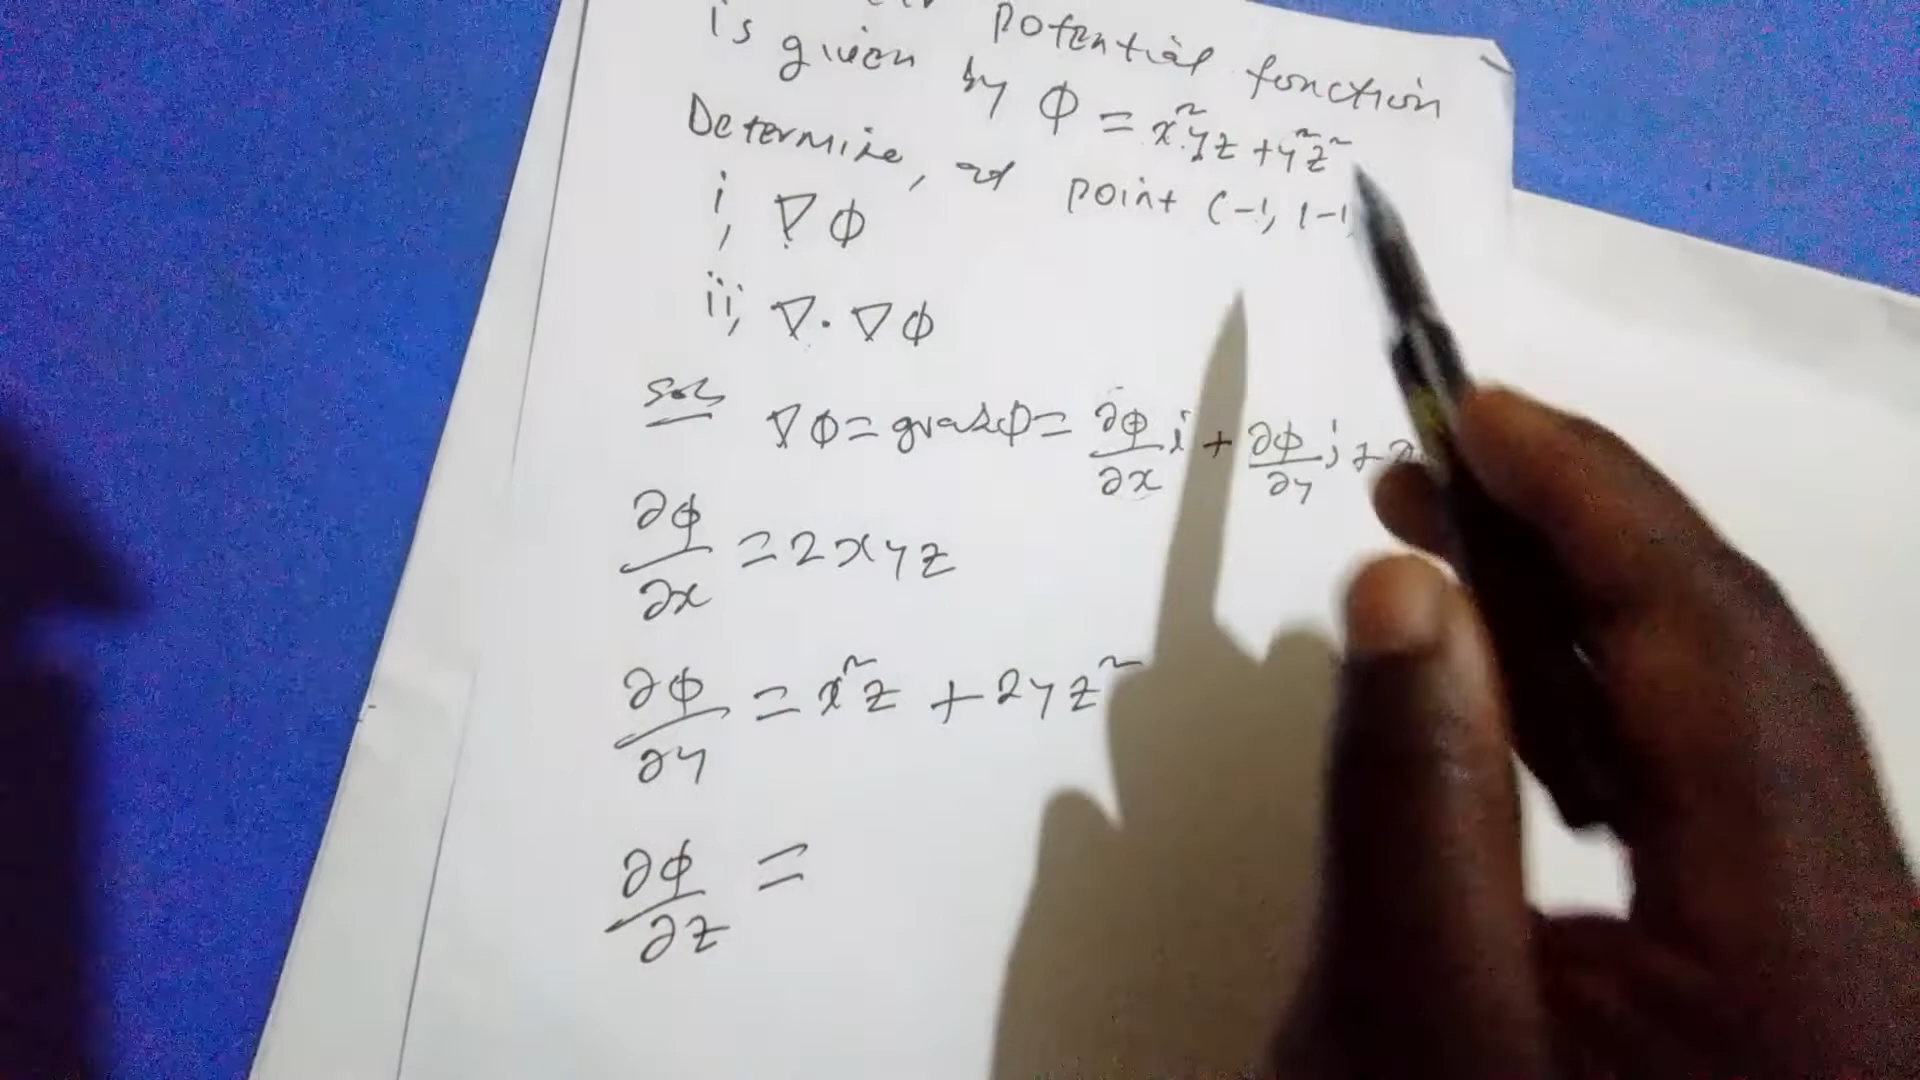 potential function
is given by ϕ = x²yz + y²z²
Determine, at point (-1, 1 -1
i, ∇ϕ
ii, ∇·∇ϕ
Sol
∇ϕ = gradϕ = ∂ϕ/∂x i + ∂ϕ/∂y j +
∂ϕ/∂x = 2xyz
∂ϕ/∂y = x²z + 2yz²
∂ϕ/∂z =